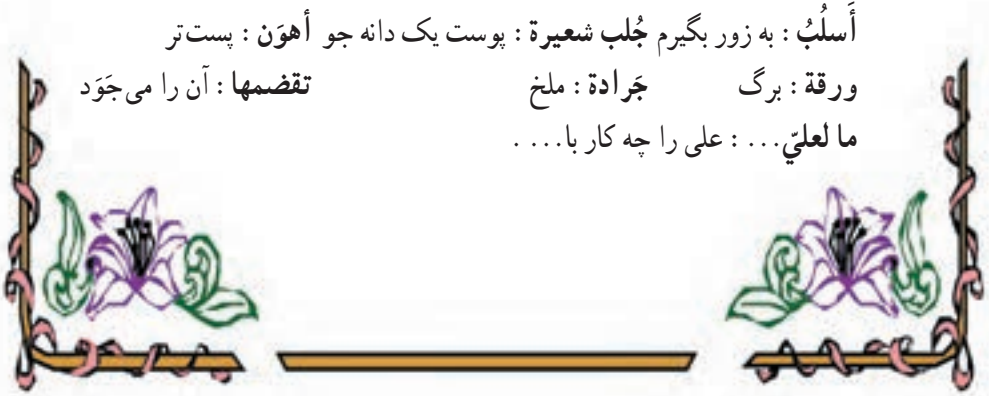 أَسلُبُ : به زور بگیرم جُلب شعیرة : پوست یک دانه جو أهوَن : پست‌تر
ورقة : برگ جَرادة : ملخ تقضمها : آن را می‌جَوَد
ما لعليّ... : علی را چه کار با.... .